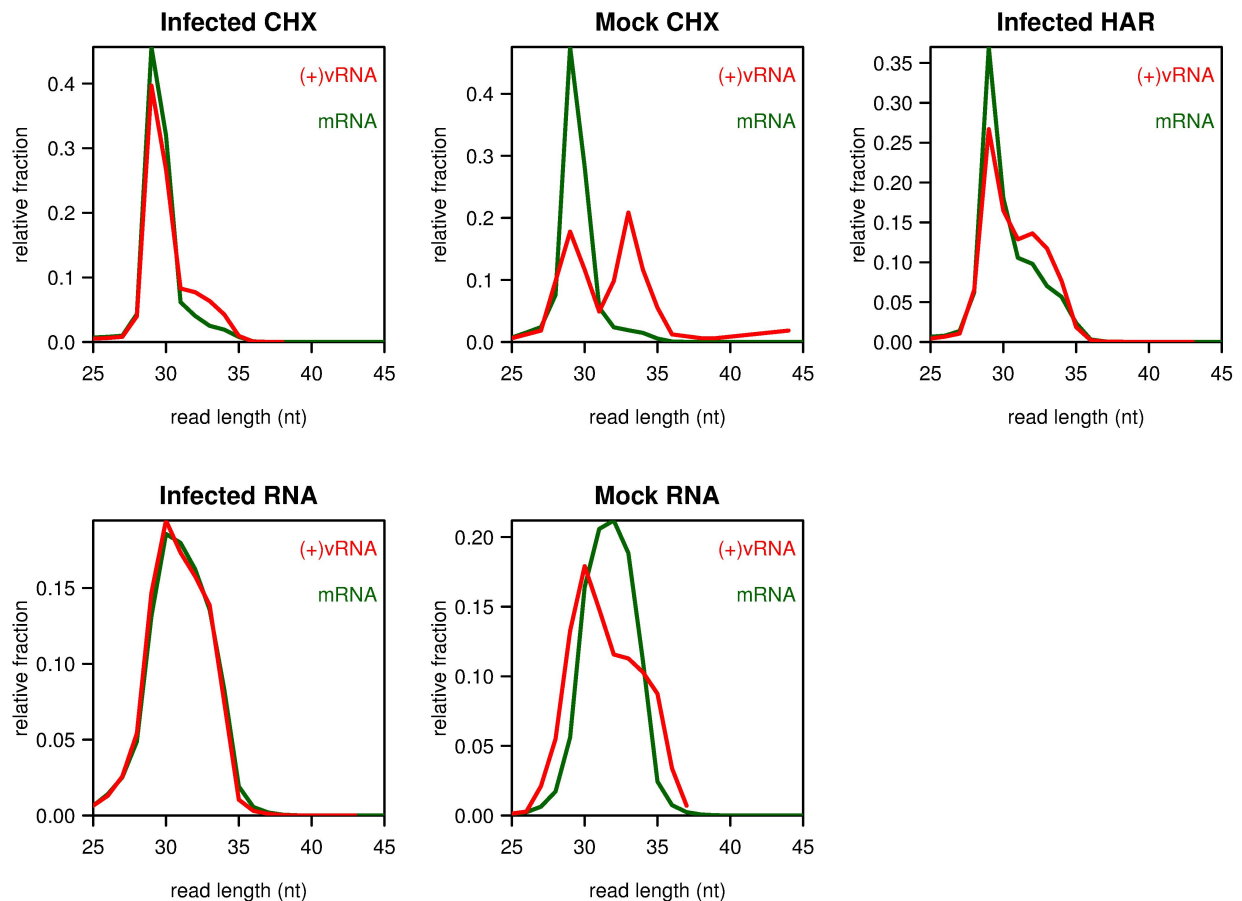 Infected CHX
(+)vRNA
mRNA
relative fraction
0.4
0.3
0.2
0.1
0.0
25 30 35 40 45
read length (nt)
Mock CHX
(+)vRNA
mRNA
relative fraction
0.4
0.3
0.2
0.1
0.0
25 30 35 40 45
read length (nt)
Infected HAR
(+)vRNA
mRNA
relative fraction
0.35
0.30
0.25
0.20
0.15
0.10
0.05
0.00
25 30 35 40 45
read length (nt)
Infected RNA
(+)vRNA
mRNA
relative fraction
0.15
0.10
0.05
0.00
25 30 35 40 45
read length (nt)
Mock RNA
(+)vRNA
mRNA
relative fraction
0.20
0.15
0.10
0.05
0.00
25 30 35 40 45
read length (nt)